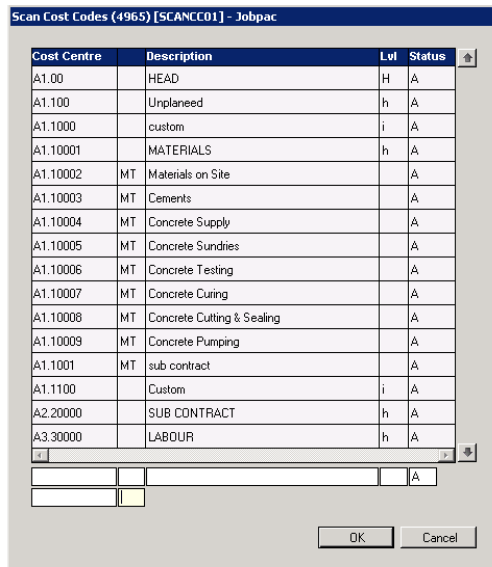 Scan Cost Codes (4965) [SCANCC01] - Jobpac
Cost Centre Description Lvl Status
A1.00 HEAD H A
A1.100 Unplaneed h A
A1.1000 custom i A
A1.10001 MATERIALS h A
A1.10002 MT Materials on Site A
A1.10003 MT Cements A
A1.10004 MT Concrete Supply A
A1.10005 MT Concrete Sundries A
A1.10006 MT Concrete Testing A
A1.10007 MT Concrete Curing A
A1.10008 MT Concrete Cutting & Sealing A
A1.10009 MT Concrete Pumping A
A1.1001 MT sub contract A
A1.1100 Custom i A
A2.20000 SUB CONTRACT h A
A3.30000 LABOUR h A
A
OK Cancel